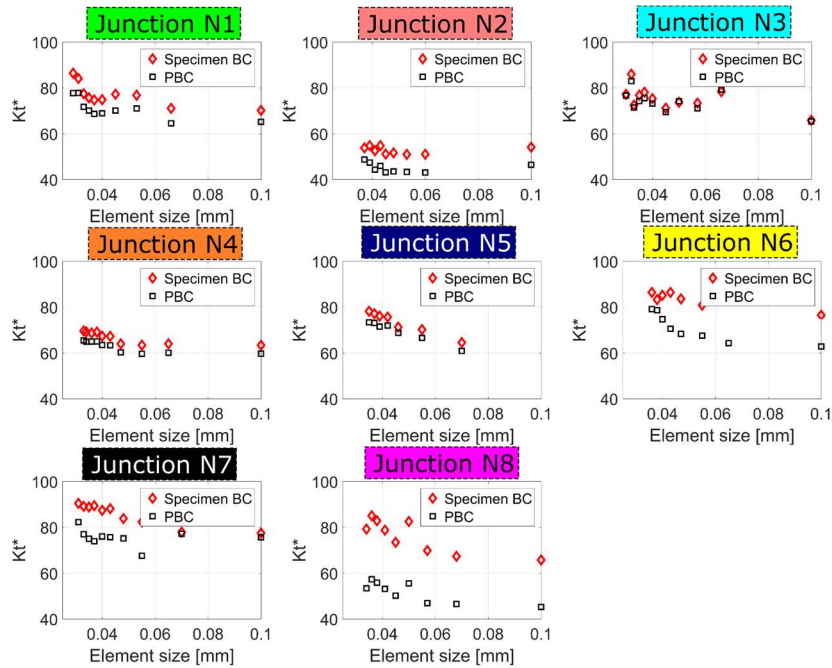 Junction N1
Junction N2
Junction N3
100
80
60
40
Kt*
Specimen BC
PBC
0.04
0.06
0.08
0.1
Element size [mm]
100
80
60
40
Kt*
Specimen BC
PBC
0.04
0.06
0.08
0.1
Element size [mm]
100
80
60
40
Kt*
Specimen BC
PBC
0.04
0.06
0.08
0.1
Element size [mm]
Junction N4
Junction N5
Junction N6
100
80
60
40
Kt*
Specimen BC
PBC
0.04
0.06
0.08
0.1
Element size [mm]
100
80
60
40
Kt*
Specimen BC
PBC
0.04
0.06
0.08
0.1
Element size [mm]
100
80
60
40
Kt*
Specimen BC
PBC
0.04
0.06
0.08
0.1
Element size [mm]
Junction N7
Junction N8
100
80
60
40
Kt*
Specimen BC
PBC
0.04
0.06
0.08
0.1
Element size [mm]
100
80
60
40
Kt*
Specimen BC
PBC
0.04
0.06
0.08
0.1
Element size [mm]